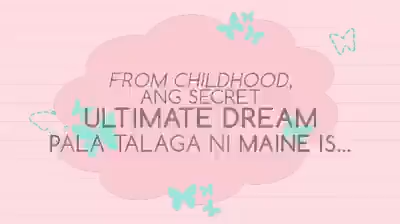 FROM CHILDHOOD,
ANG SECRET
ULTIMATE DREAM
PALA TALAGA NI MAINE IS...